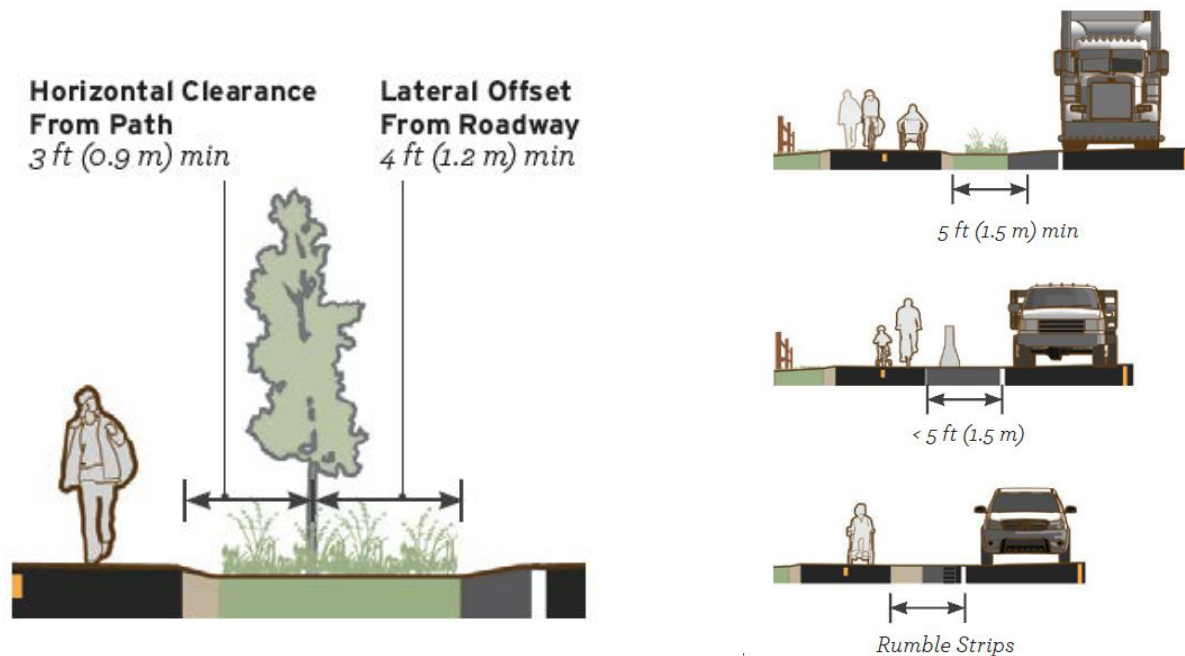 Horizontal Clearance
From Path
3 ft (0.9 m) min
Lateral Offset
From Roadway
4 ft (1.2 m) min
5 ft (1.5 m) min
< 5 ft (1.5 m)
Rumble Strips